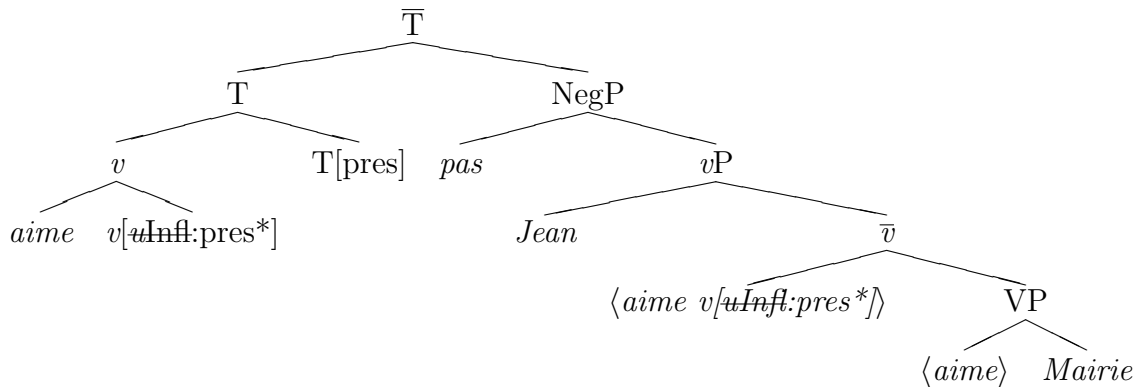 T̅
T NegP
v T[pres] pas vP
aime v[uInfl:pres*] Jean v̅
⟨aime v[uInfl:pres*]⟩ VP
⟨aime⟩ Mairie